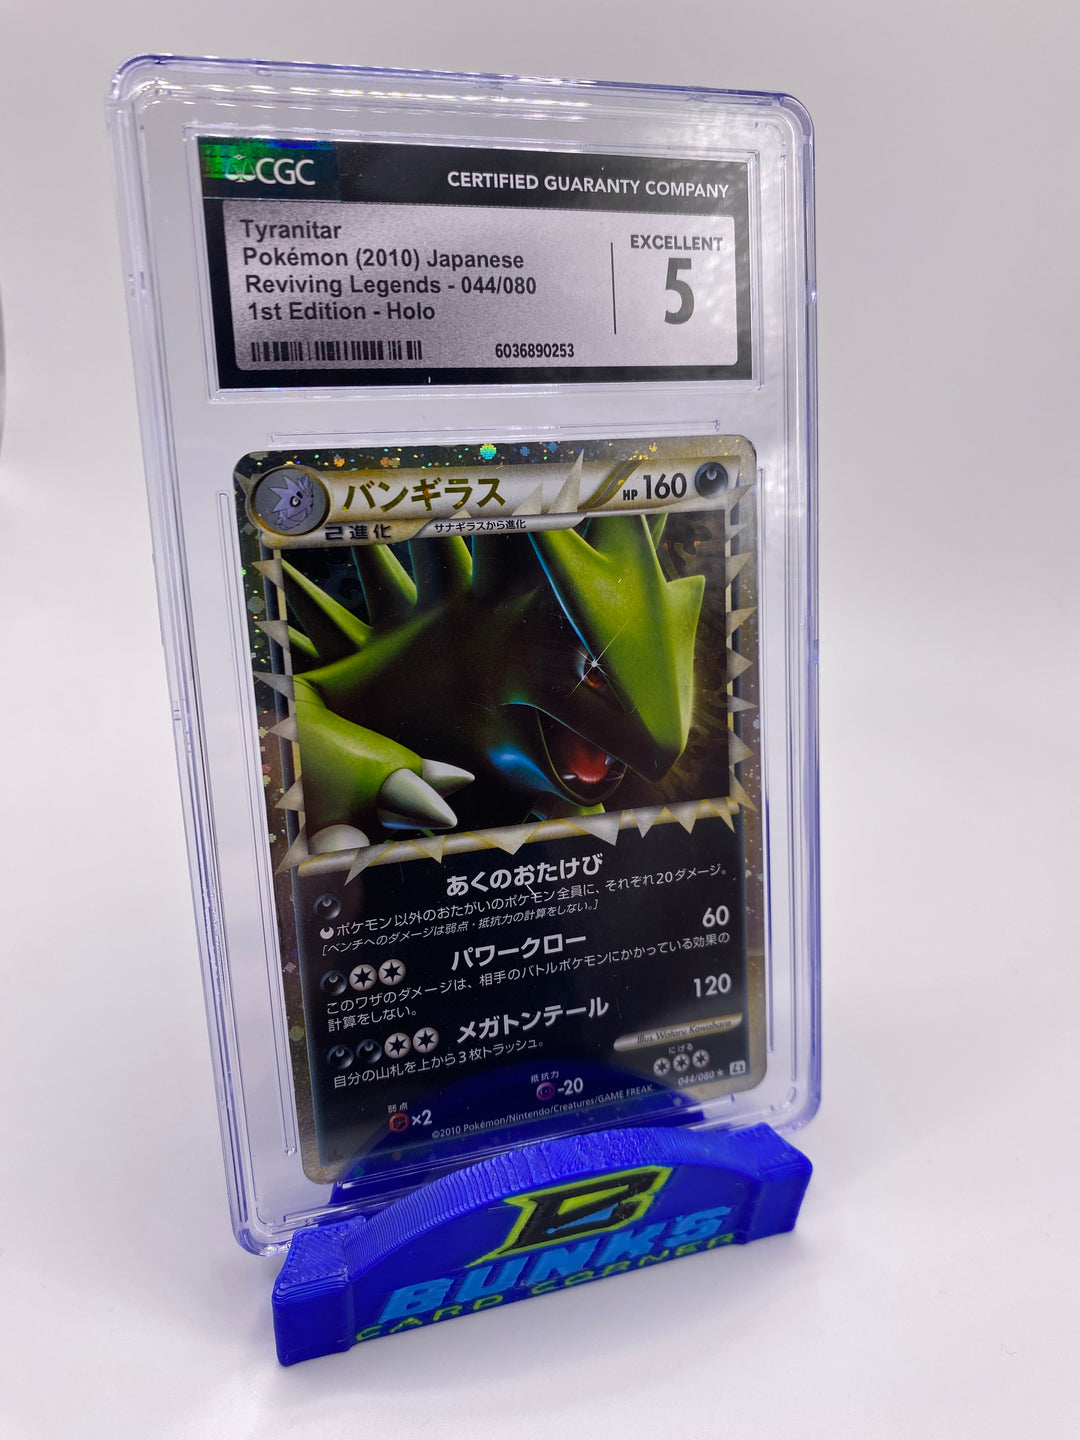 CGC
CERTIFIED GUARANTY COMPANY
Tyranitar
Pokémon (2010) Japanese
Reviving Legends - 044/080
1st Edition - Holo
EXCELLENT
5
6036890253
バンギラス
HP 160
2進化
サナギラスから進化
あくのおたけび
ポケモン以外のおたがいのポケモン全員に、それぞれ20ダメージ。
[ベンチへのダメージは弱点・抵抗力の計算をしない。]
パワークロー 60
このワザのダメージは、相手のバトルポケモンにかかっている効果の
計算をしない。
メガトンテール 120
自分の山札を上から3枚トラッシュ。
Illus. Wataru Kawahara
にげる
抵抗力
-20
弱点
×2
044/080
©2010 Pokémon/Nintendo/Creatures/GAME FREAK
B
BUNKS
CARD CORNER